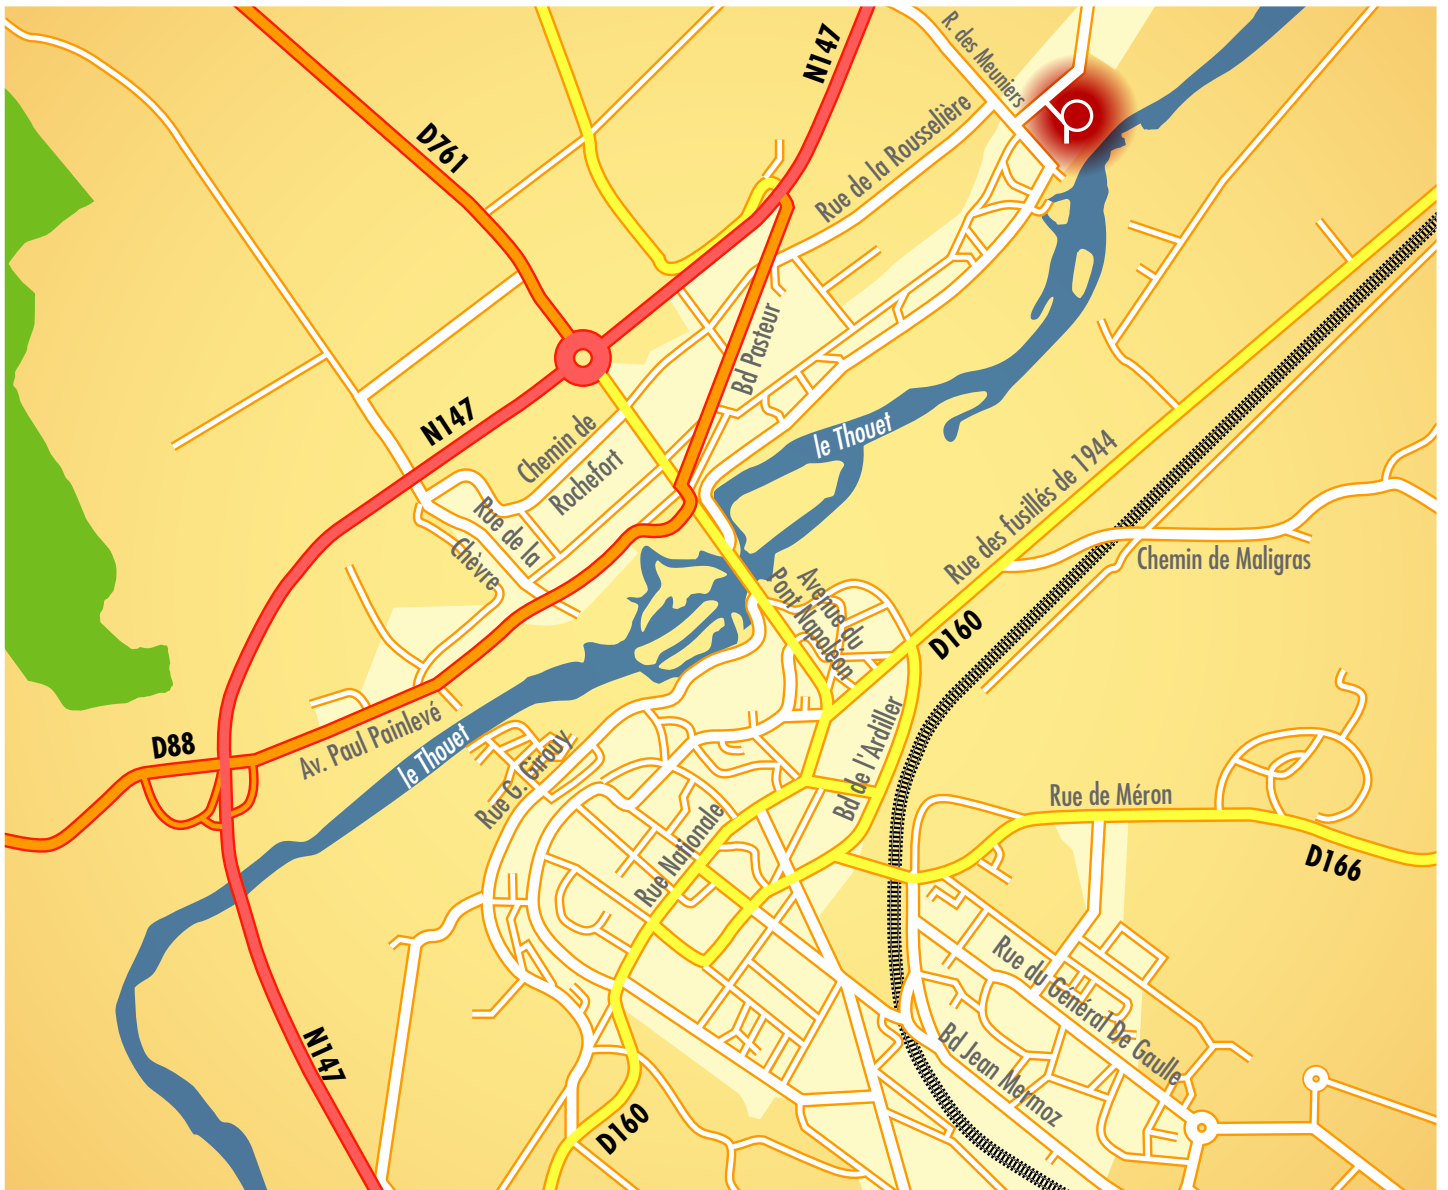 R. des Meuniers
N147
D761
Rue de la Rousselière
Bd Pasteur
N147
Chemin de
Rochefort
le Thouet
Rue des fusillés de 1944
Rue de la
Chèvre
Chemin de Maligras
Avenue du
Pont Napoléon
D160
D88
Av. Paul Painlevé
le Thouet
Rue G. Girouy
Bd de l'Ardiller
Rue de Méron
Rue Nationale
D166
Rue du Général De Gaulle
N147
Bd Jean Mermoz
D160